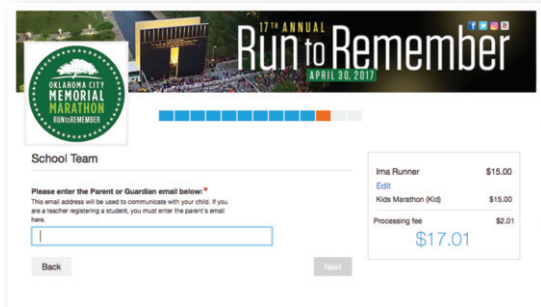 17TH ANNUAL
Run to Remember
APRIL 30, 2017
OKLAHOMA CITY
MEMORIAL
MARATHON
RUN to REMEMBER
School Team
Please enter the Parent or Guardian email below:*
This email address will be used to communicate with your child. If you
are a teacher registering a student, you must enter the parent's email
here.
Back
Next
Ima Runner $15.00
Edit
Kids Marathon (Kid) $15.00
Processing fee $2.01
$17.01